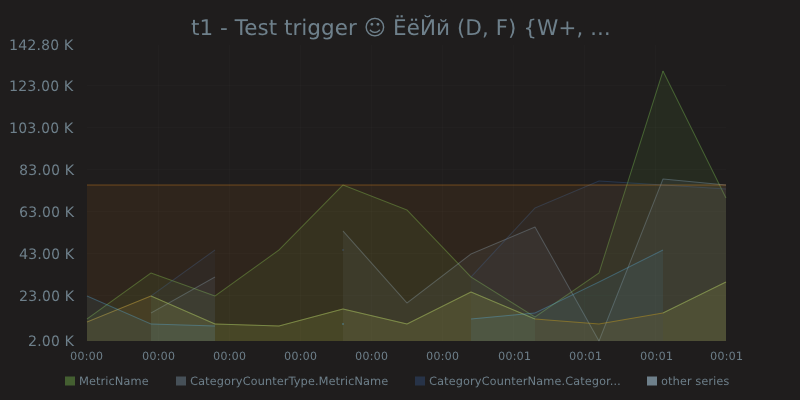 t1 - Test trigger ☺ ЁёЙй (D, F) {W+, ...
142.80 K
123.00 K
103.00 K
83.00 K
63.00 K
43.00 K
23.00 K
2.00 K
00:00 00:00 00:00 00:00 00:00 00:00 00:01 00:01 00:01 00:01
MetricName CategoryCounterType.MetricName CategoryCounterName.Categor... other series